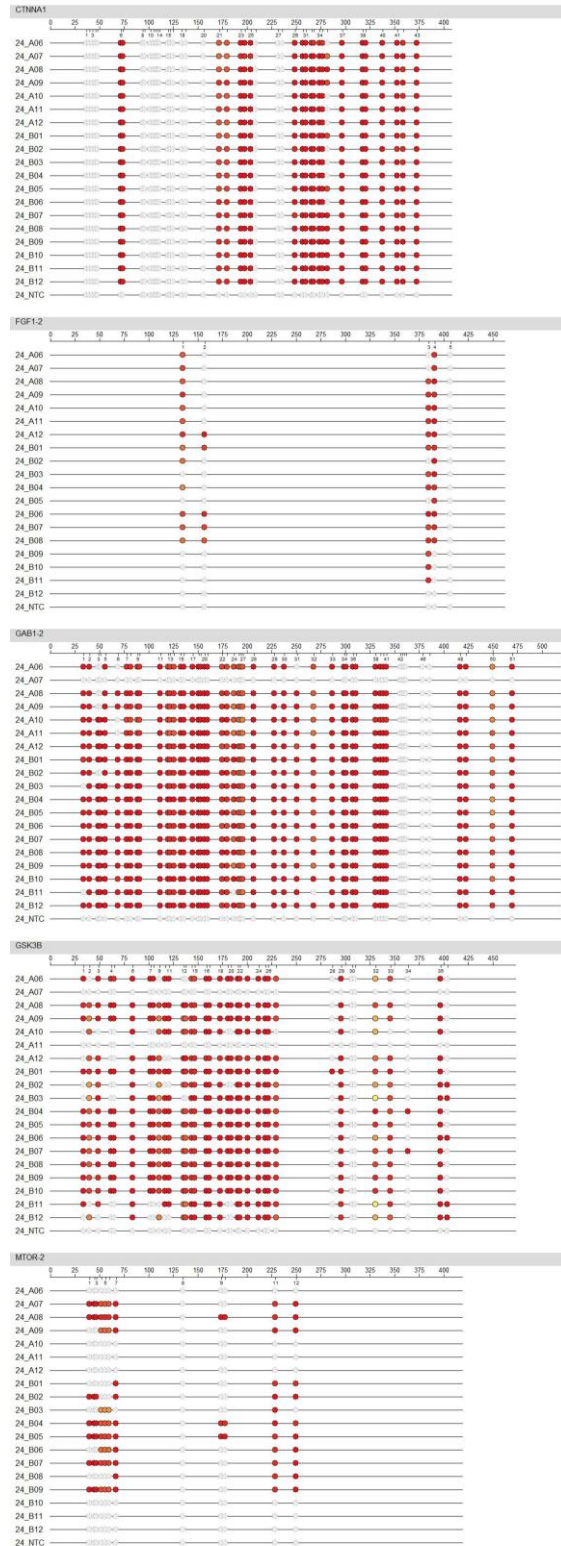 CTNNA1
0 25 50 75 100 125 150 175 200 225 250 275 300 325 350 375 400
24_A06
24_A07
24_A08
24_A09
24_A10
24_A11
24_A12
24_B01
24_B02
24_B03
24_B04
24_B05
24_B06
24_B07
24_B08
24_B09
24_B10
24_B11
24_B12
24_NTC
FGF1-2
0 25 50 75 100 125 150 175 200 225 250 275 300 325 350 375 400 425 450
1 2 3 4 5
24_A06
24_A07
24_A08
24_A09
24_A10
24_A11
24_A12
24_B01
24_B02
24_B03
24_B04
24_B05
24_B06
24_B07
24_B08
24_B09
24_B10
24_B11
24_B12
24_NTC
GAB1-2
0 25 50 75 100 125 150 175 200 225 250 275 300 325 350 375 400 425 450 475 500
24_A06
24_A07
24_A08
24_A09
24_A10
24_A11
24_A12
24_B01
24_B02
24_B03
24_B04
24_B05
24_B06
24_B07
24_B08
24_B09
24_B10
24_B11
24_B12
24_NTC
GSK3B
0 25 50 75 100 125 150 175 200 225 250 275 300 325 350 375 400 425 450
24_A06
24_A07
24_A08
24_A09
24_A10
24_A11
24_A12
24_B01
24_B02
24_B03
24_B04
24_B05
24_B06
24_B07
24_B08
24_B09
24_B10
24_B11
24_B12
24_NTC
MTOR-2
0 25 50 75 100 125 150 175 200 225 250 275 300 325 350 375 400
24_A06
24_A07
24_A08
24_A09
24_A10
24_A11
24_A12
24_B01
24_B02
24_B03
24_B04
24_B05
24_B06
24_B07
24_B08
24_B09
24_B10
24_B11
24_B12
24_NTC